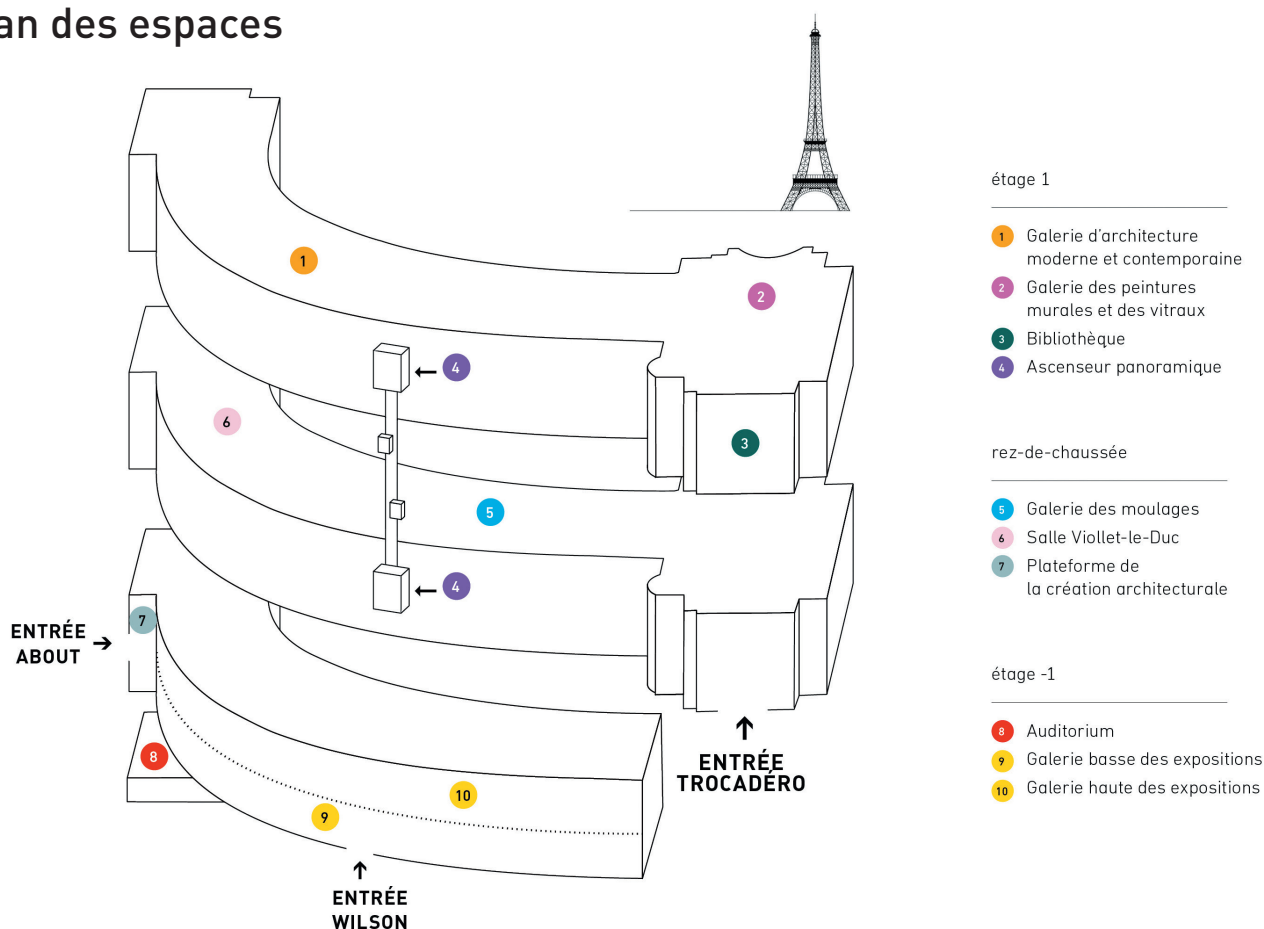 an des espaces
1
2
4
3
6
5
4
7
ENTRÉE
ABOUT
8
9
10
ENTRÉE
TROCADÉRO
ENTRÉE
WILSON
étage 1
1 Galerie d'architecture
moderne et contemporaine
2 Galerie des peintures
murales et des vitraux
3 Bibliothèque
4 Ascenseur panoramique
rez-de-chaussée
5 Galerie des moulages
6 Salle Viollet-le-Duc
7 Plateforme de
la création architecturale
étage -1
8 Auditorium
9 Galerie basse des expositions
10 Galerie haute des expositions